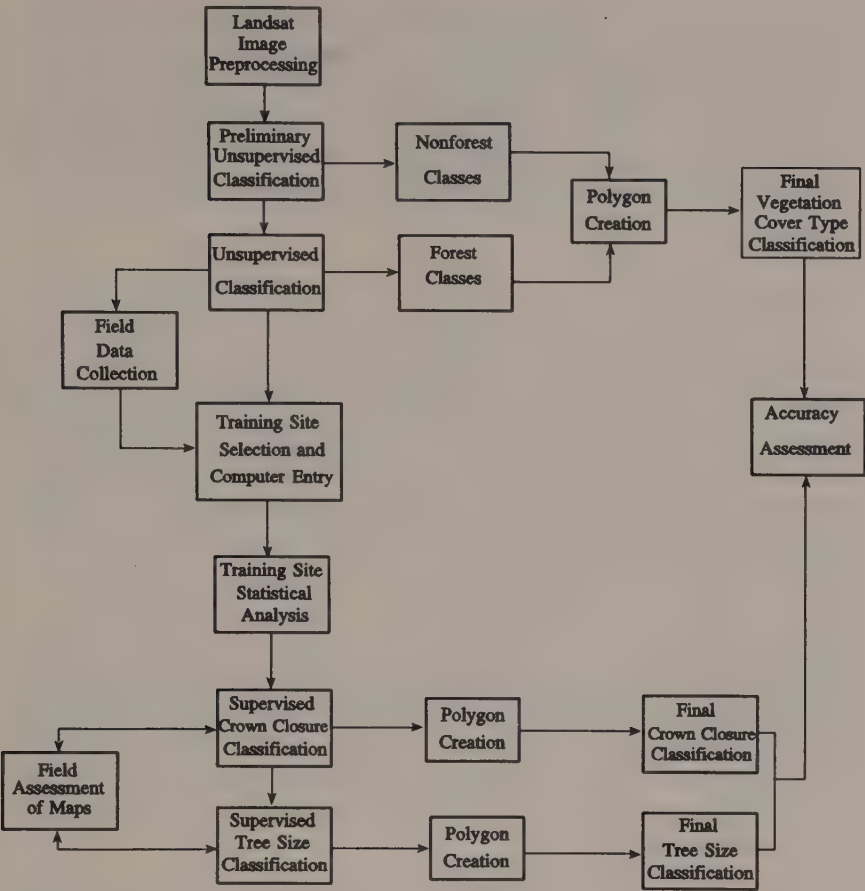 Landsat
Image
Preprocessing
Preliminary
Unsupervised
Classification
Nonforest
Classes
Polygon
Creation
Final
Vegetation
Cover Type
Classification
Unsupervised
Classification
Forest
Classes
Field
Data
Collection
Training Site
Selection and
Computer Entry
Accuracy
Assessment
Training Site
Statistical
Analysis
Supervised
Crown Closure
Classification
Polygon
Creation
Final
Crown Closure
Classification
Field
Assessment
of Maps
Supervised
Tree Size
Classification
Polygon
Creation
Final
Tree Size
Classification